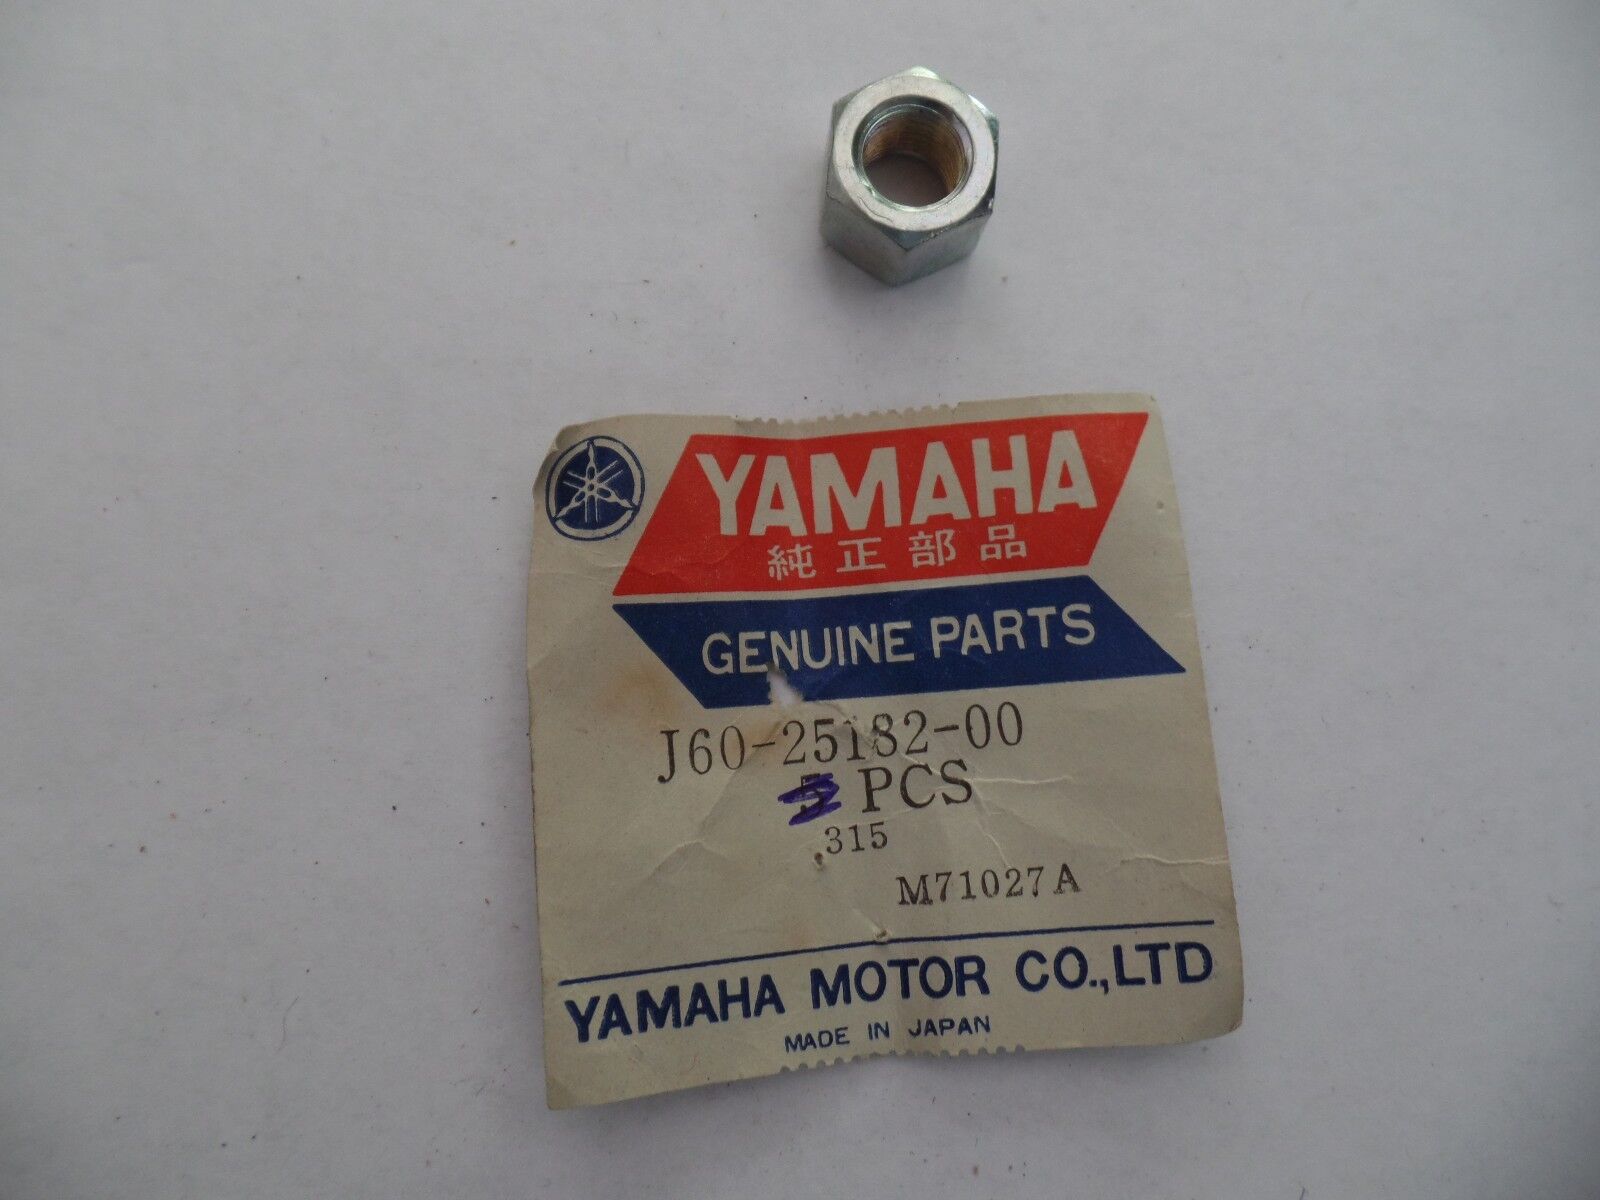 YAMAHA
純正部品
GENUINE PARTS
J60-25182-00
5 PCS
315
M71027A
YAMAHA MOTOR CO.,LTD
MADE IN JAPAN